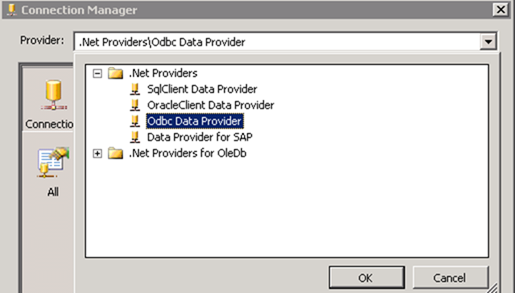 Connection Manager
Provider: .Net Providers\Odbc Data Provider
.Net Providers
SqlClient Data Provider
OracleClient Data Provider
Connectio
Odbc Data Provider
Data Provider for SAP
.Net Providers for OleDb
All
OK Cancel